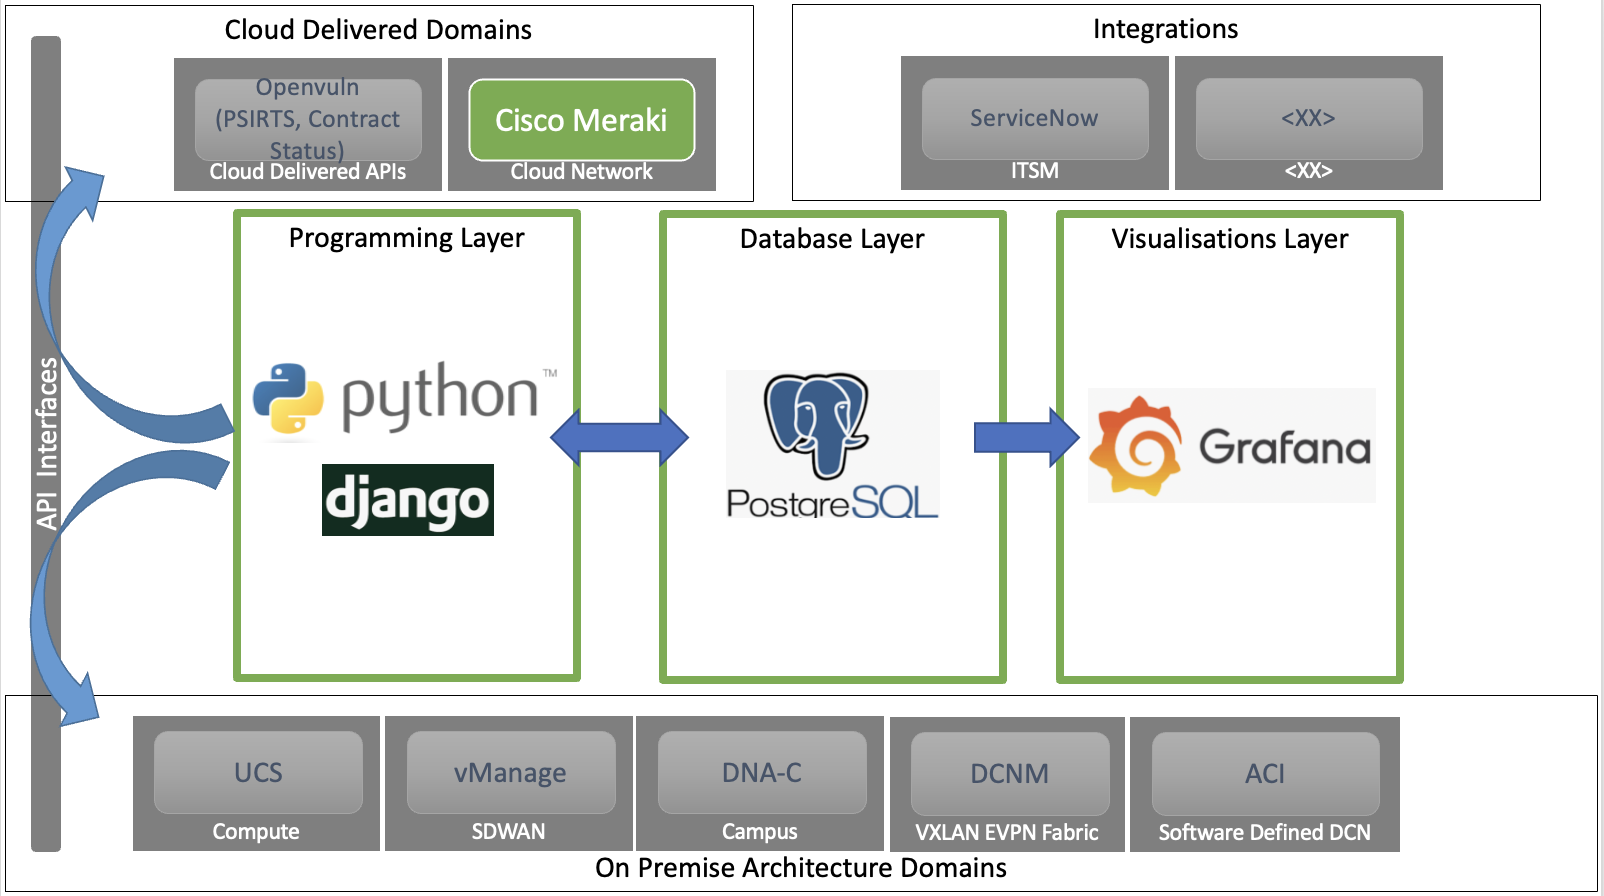 Cloud Delivered Domains
Openvuln
(PSIRTS, Contract
Status)
Cloud Delivered APIs
Cisco Meraki
Cloud Network
Integrations
ServiceNow
ITSM
<XX>
<XX>
API Interfaces
Programming Layer
python™
django
Database Layer
PostgreSQL
Visualisations Layer
Grafana
UCS
Compute
vManage
SDWAN
DNA-C
Campus
DCNM
VXLAN EVPN Fabric
ACI
Software Defined DCN
On Premise Architecture Domains